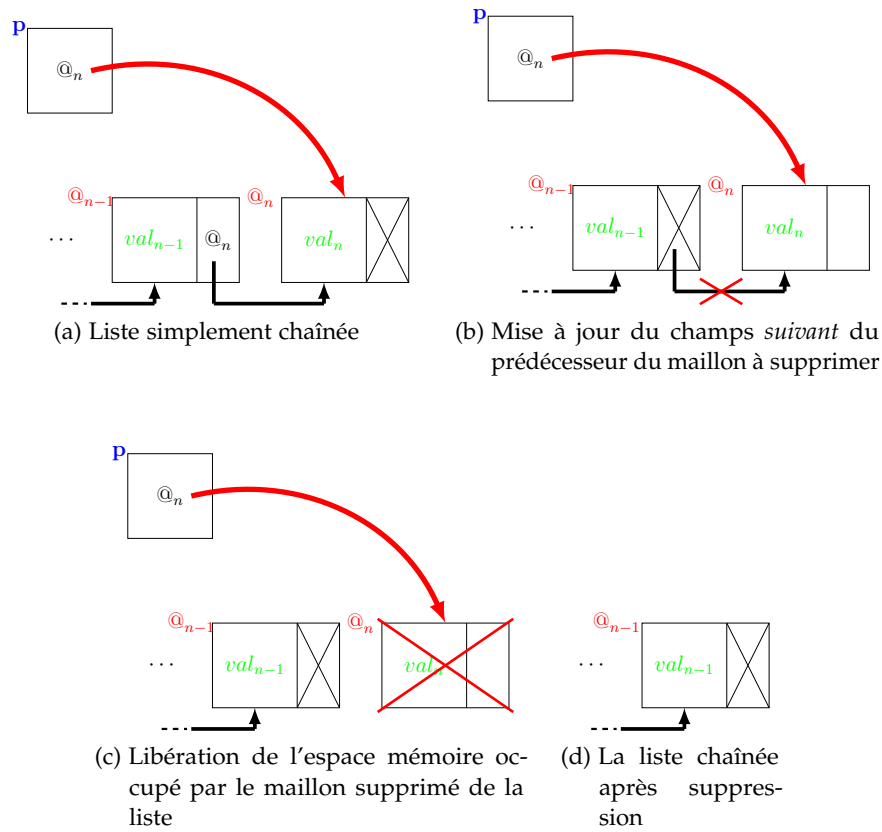 p
@n
@n-1
@n
... valn-1 @n valn
(a) Liste simplement chaînée
p
@n
@n-1
@n
... valn-1 valn
(b) Mise à jour du champs suivant du
prédécesseur du maillon à supprimer
p
@n
@n-1
@n
... valn-1 valn
(c) Libération de l'espace mémoire oc-
cupé par le maillon supprimé de la
liste
@n-1
... valn-1
(d) La liste chaînée
après suppres-
sion